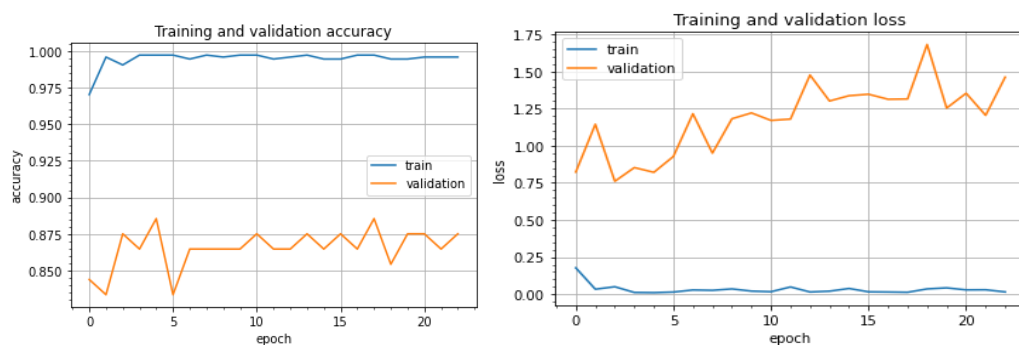 Training and validation accuracy
1.000
0.975
0.950
0.925
0.900
0.875
0.850
accuracy
train
validation
0
5
10
15
20
epoch
Training and validation loss
1.75
1.50
1.25
1.00
0.75
0.50
0.25
0.00
loss
train
validation
0
5
10
15
20
epoch